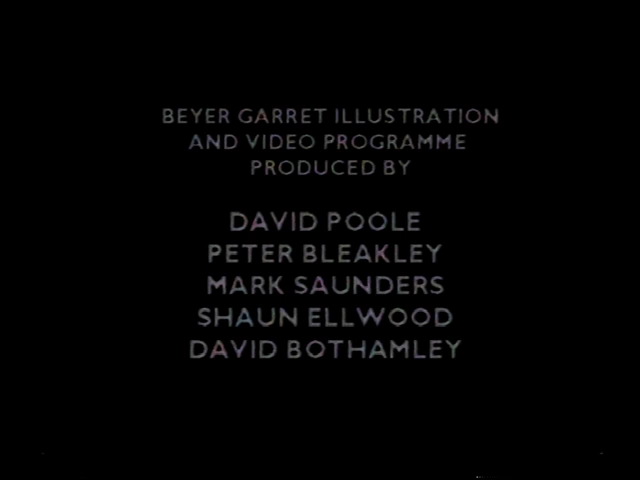 BEYER GARRET ILLUSTRATION
AND VIDEO PROGRAMME
PRODUCED BY
DAVID POOLE
PETER BLEAKLEY
MARK SAUNDERS
SHAUN ELLWOOD
DAVID BOTHAMLEY